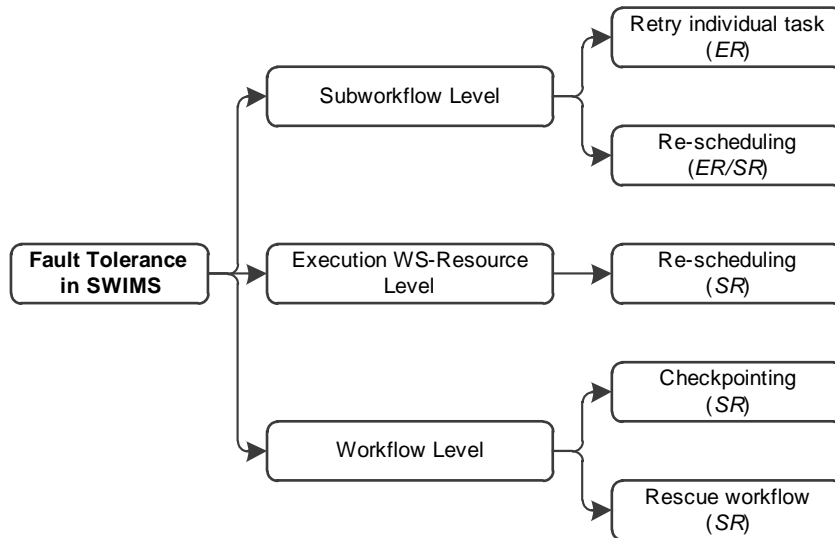 Retry individual task
(ER)
Subworkflow Level
Re-scheduling
(ER/SR)
Fault Tolerance
in SWIMS
Execution WS-Resource
Level
Re-scheduling
(SR)
Checkpointing
(SR)
Workflow Level
Rescue workflow
(SR)